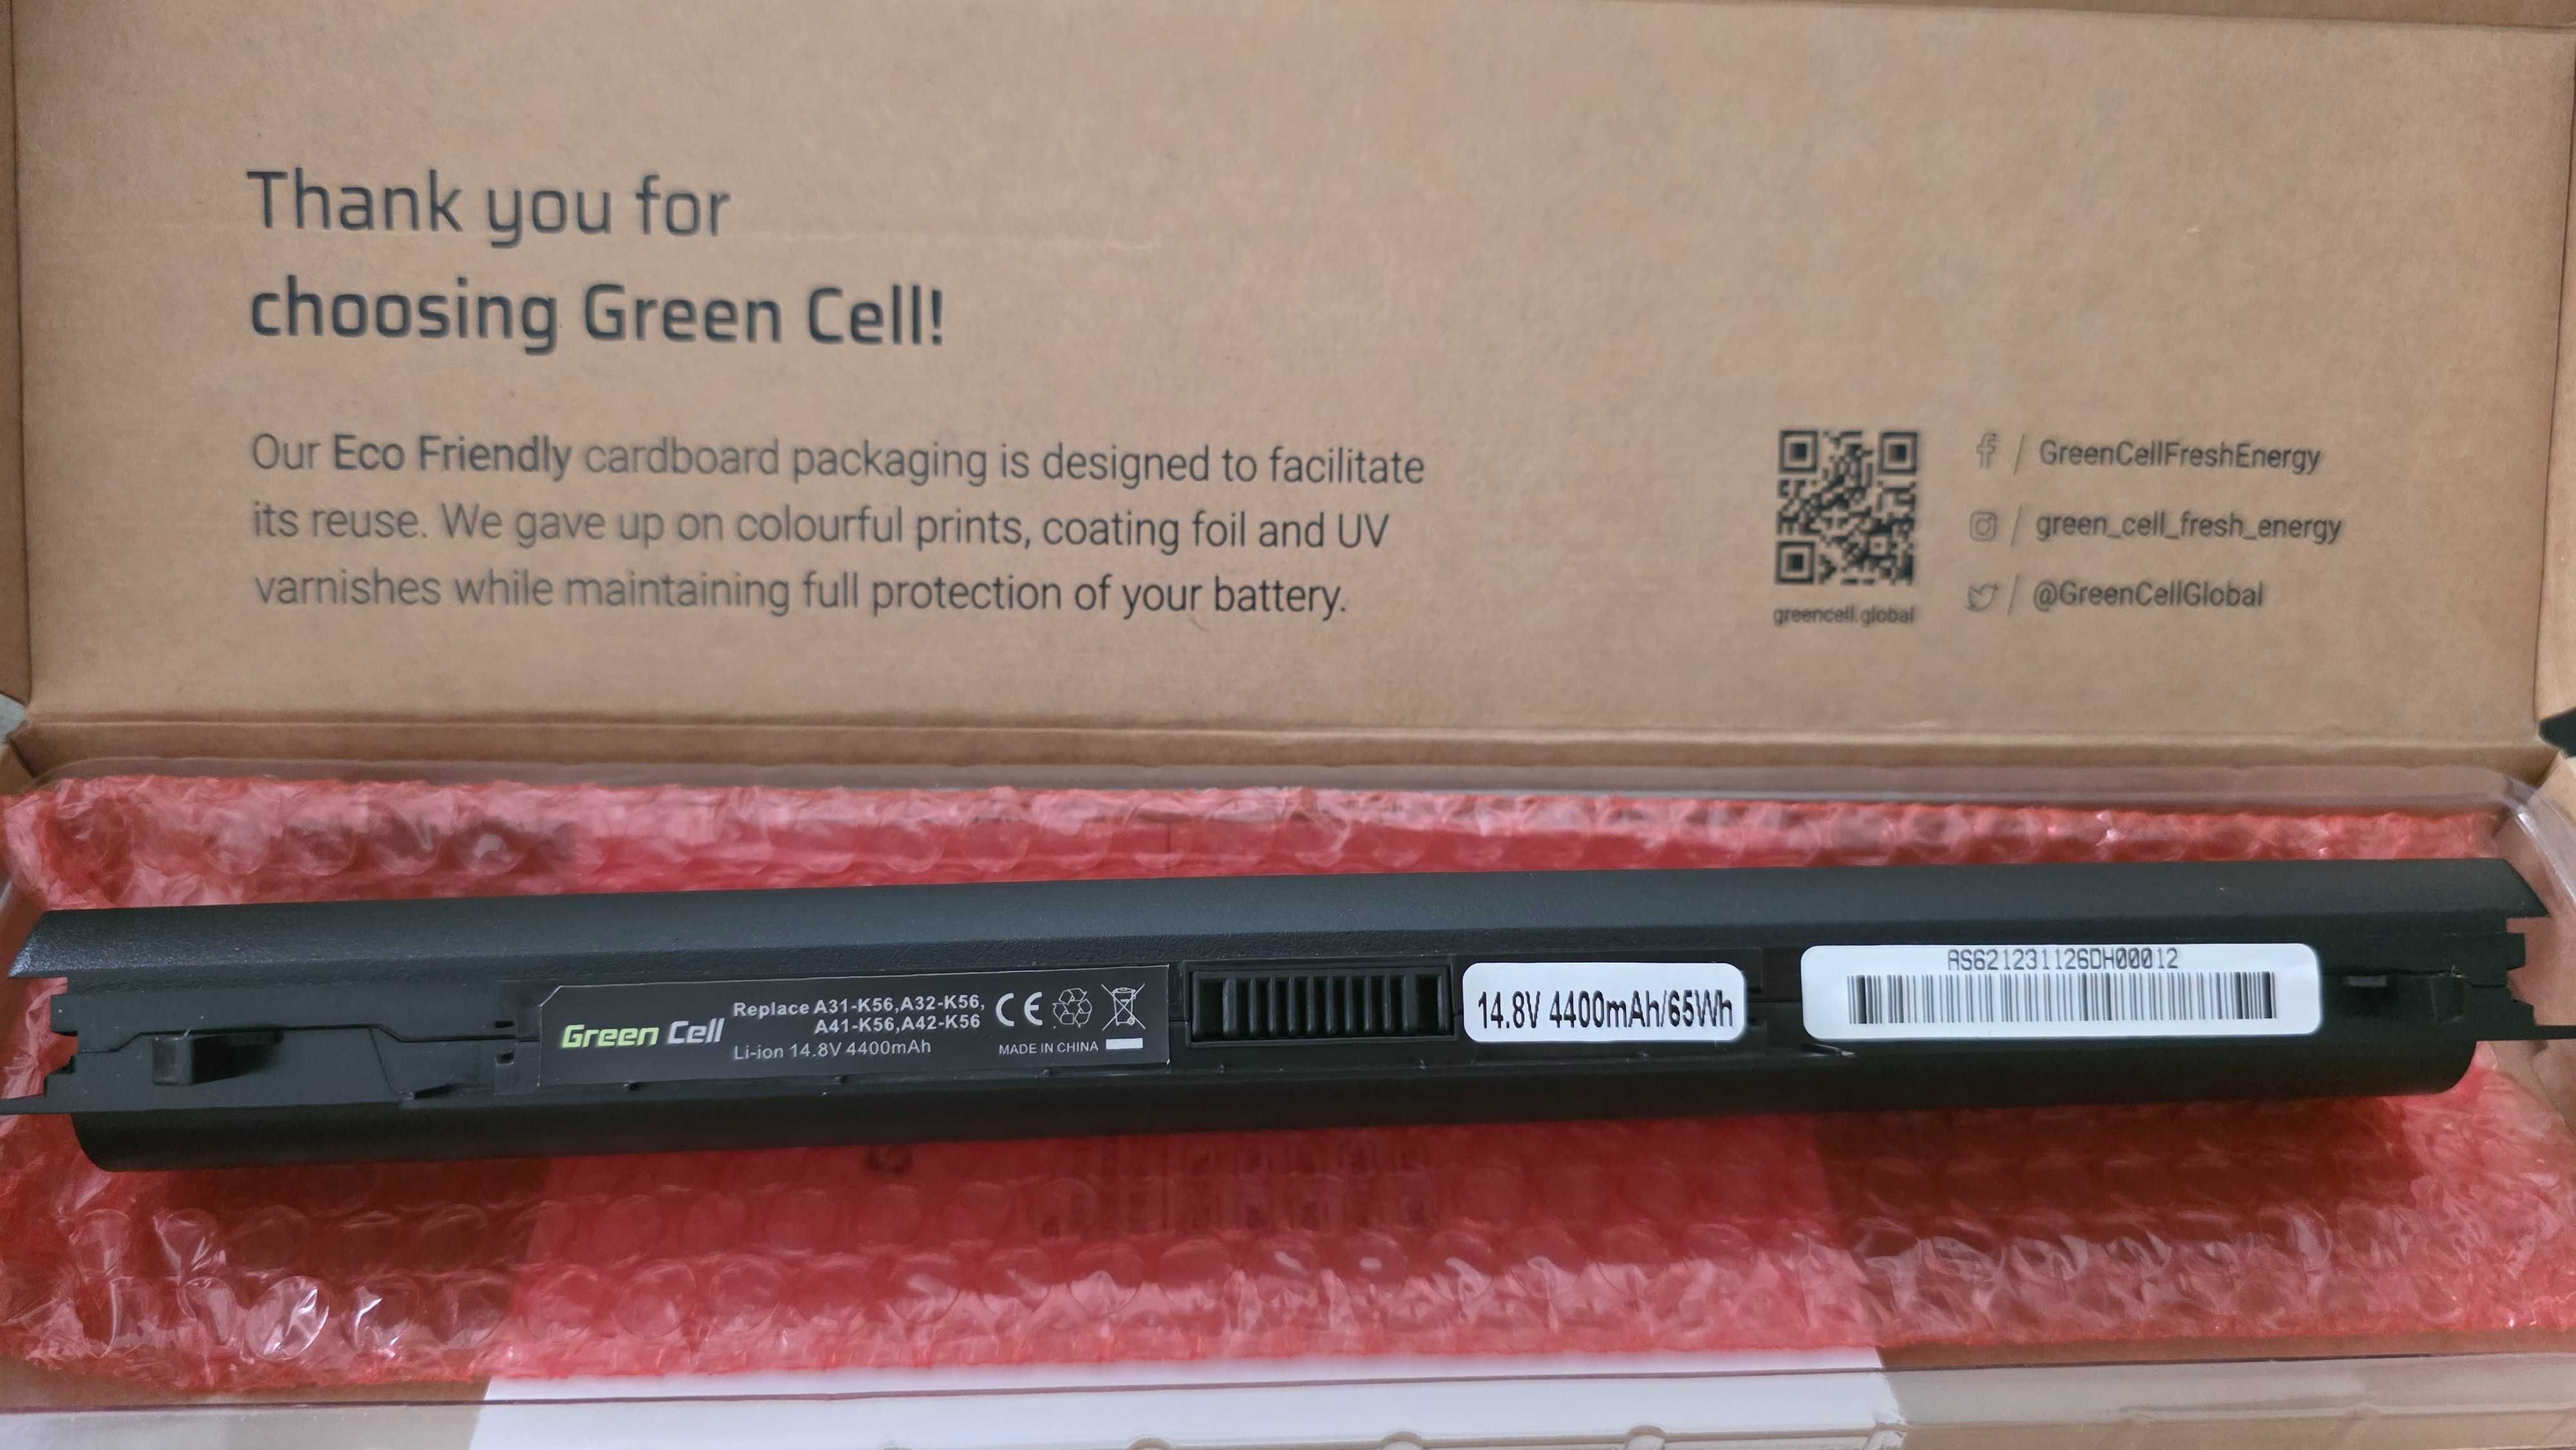 Thank you for
choosing Green Cell!
Our Eco Friendly cardboard packaging is designed to facilitate
its reuse. We gave up on colourful prints, coating foil and UV
varnishes while maintaining full protection of your battery.
greencell.global
/ GreenCellFreshEnergy
/ green_cell_fresh_energy
/ @GreenCellGlobal
Green Cell
Replace A31-K56,A32-K56,
A41-K56,A42-K56
Li-ion 14.8V 4400mAh
CE
MADE IN CHINA
14.8V 4400mAh/65Wh
AS621231126DH00012